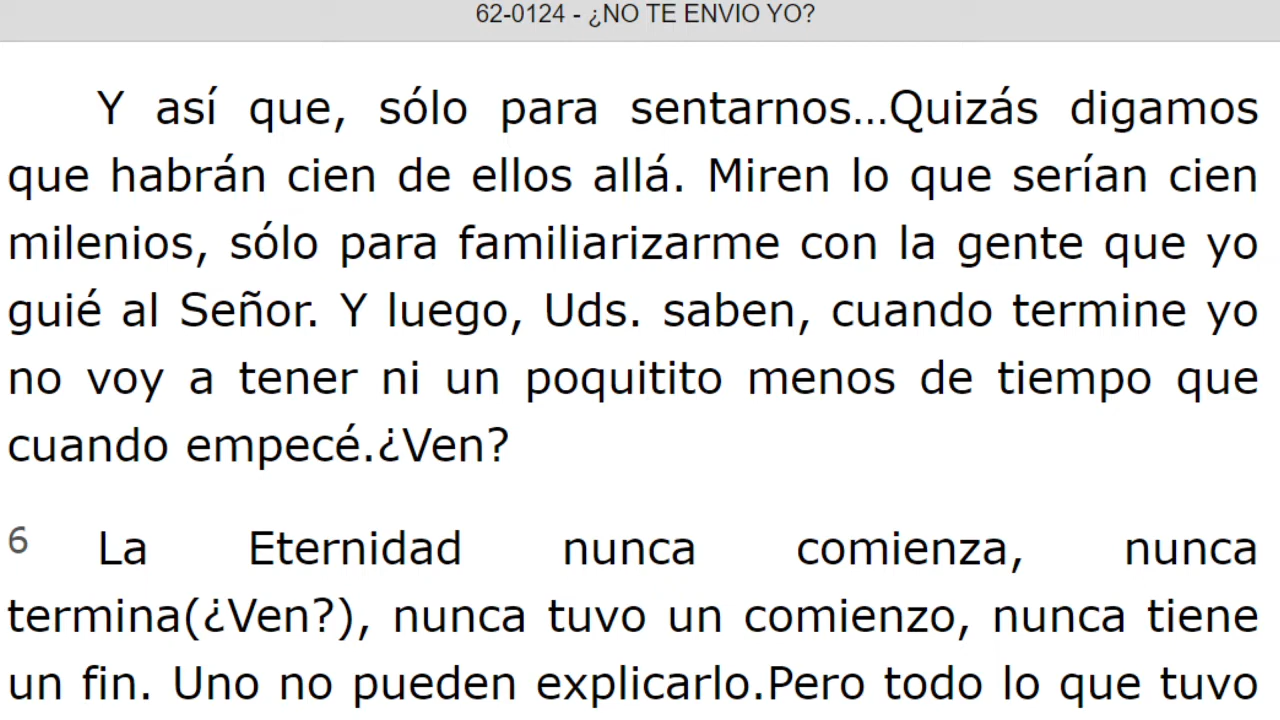 62-0124 - ¿NO TE ENVIO YO?
Y así que, sólo para sentarnos...Quizás digamos
que habrán cien de ellos allá. Miren lo que serían cien
milenios, sólo para familiarizarme con la gente que yo
guié al Señor. Y luego, Uds. saben, cuando termine yo
no voy a tener ni un poquitito menos de tiempo que
cuando empecé.¿Ven?
6 La Eternidad nunca comienza, nunca
termina(¿Ven?), nunca tuvo un comienzo, nunca tiene
un fin. Uno no pueden explicarlo.Pero todo lo que tuvo